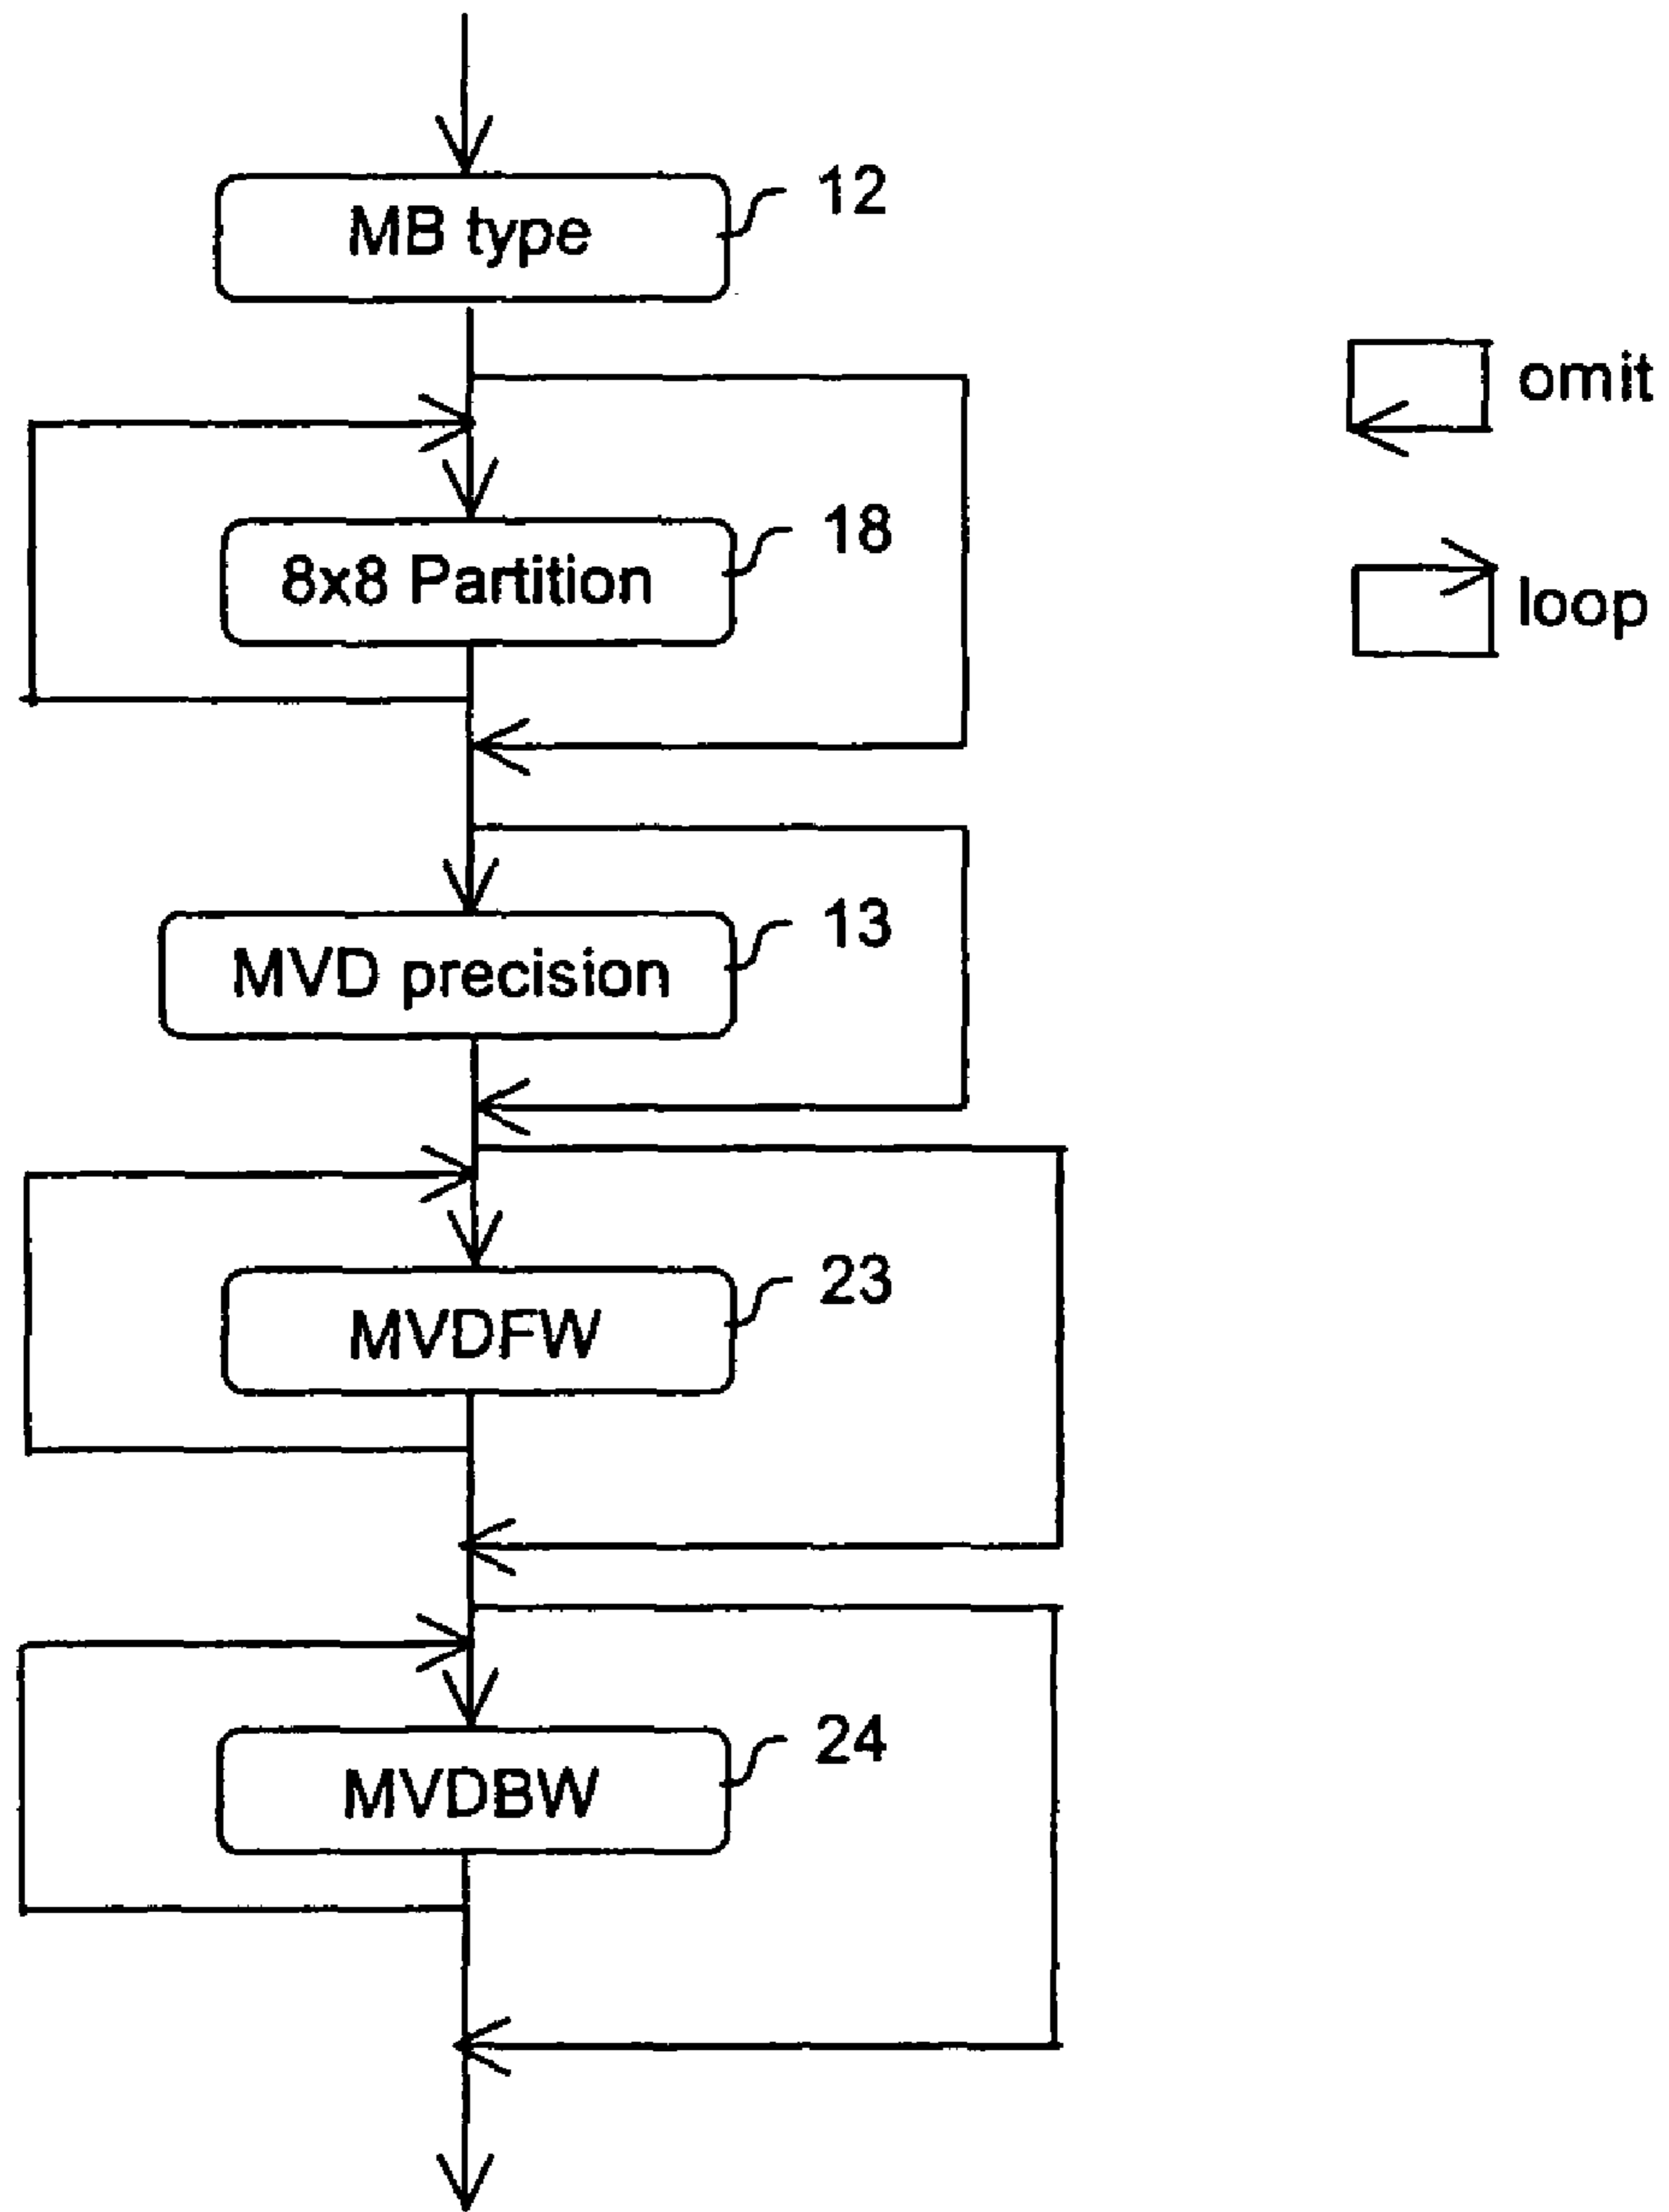 MB type
12
omit
8x8 Partition
18
loop
MVD precision
13
MVDFW
23
MVDBW
24